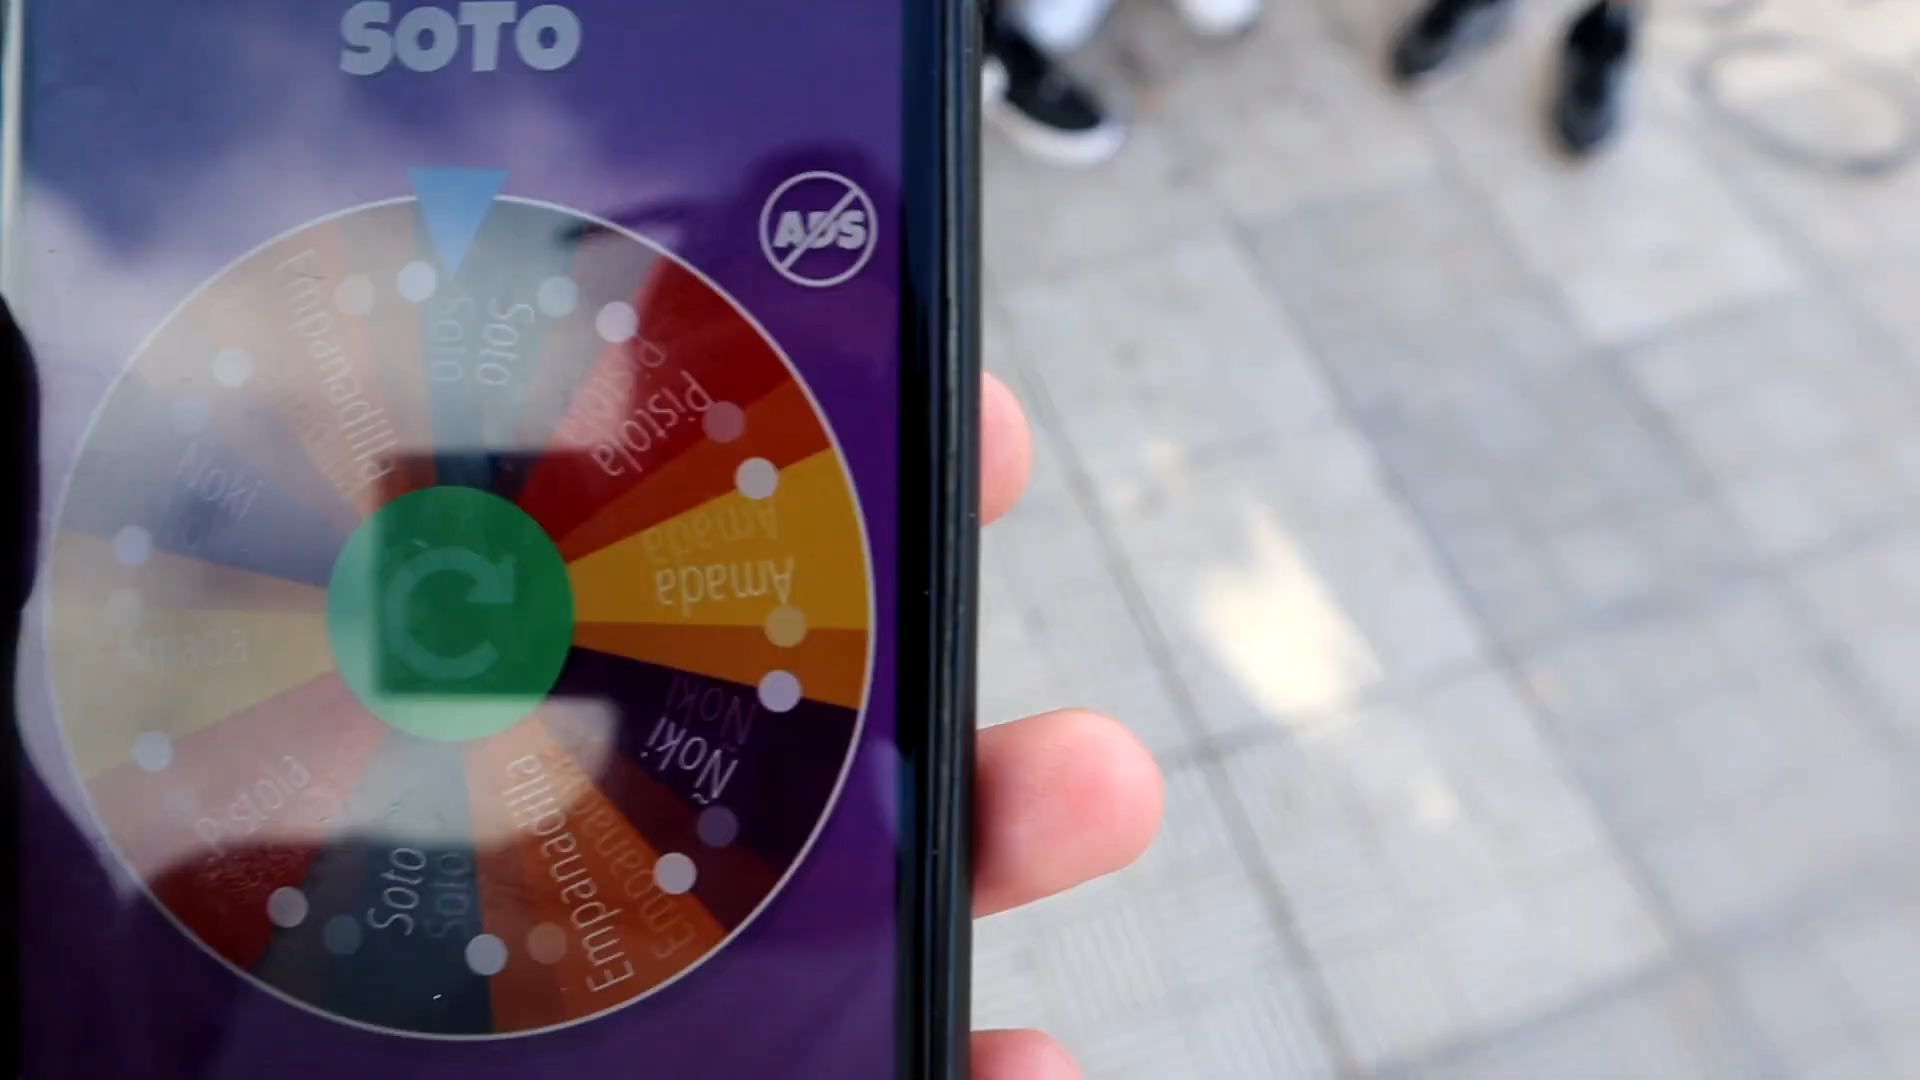 SOTO
ADS
Empanadilla
Soto
Soto
Pistola
Pistola
Ñoki
Amada
Amada
Amada
Ñoki
Ñoki
Pistola
Soto
Soto
Empanadilla
Empanadilla